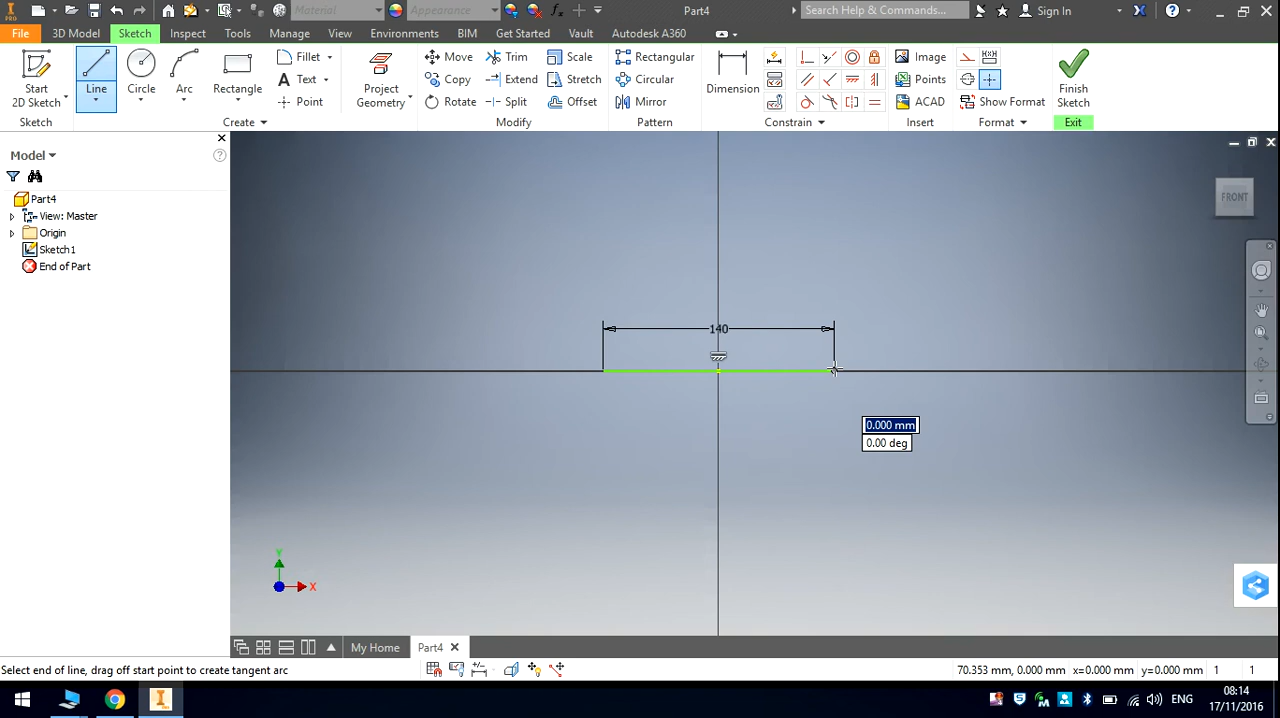 Material
Appearance
fx
Part4
Search Help & Commands...
Sign In
PRO
File
3D Model
Sketch
Inspect
Tools
Manage
View
Environments
BIM
Get Started
Vault
Autodesk A360
Start
2D Sketch
Line
Circle
Arc
Rectangle
Fillet
Text
Point
Project
Geometry
Move
Copy
Rotate
Trim
Extend
Split
Scale
Stretch
Offset
Rectangular
Circular
Mirror
Dimension
Image
Points
ACAD
Show Format
Finish
Sketch
Sketch
Create
Modify
Pattern
Constrain
Insert
Format
Exit
Model
Part4
View: Master
Origin
Sketch1
End of Part
FRONT
140
0.000 mm
0.00 deg
Y
X
My Home
Part4
Select end of line, drag off start point to create tangent arc
70.353 mm, 0.000 mm x=0.000 mm y=0.000 mm 1 1
ENG
08:14
17/11/2016